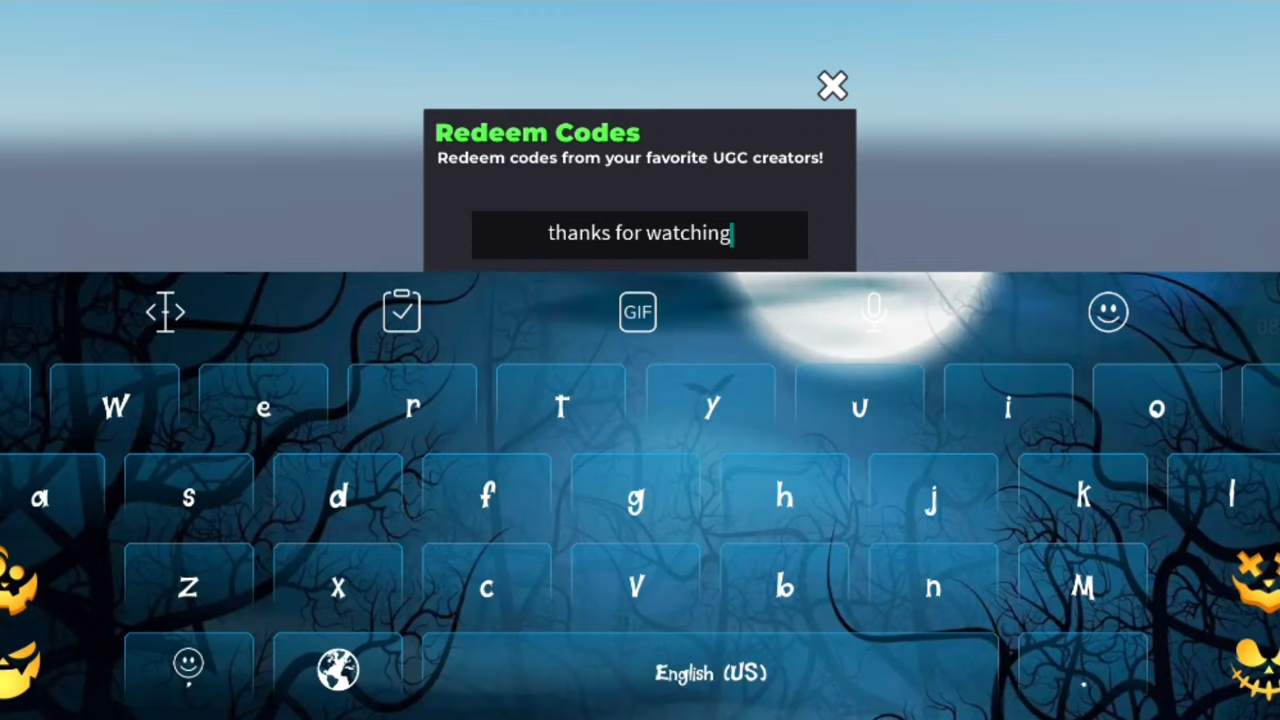 Redeem Codes
Redeem codes from your favorite UGC creators!
thanks for watching
GIF
w e r t y u i o
a s d f g h j k l
z x c v b n m
English (US) .